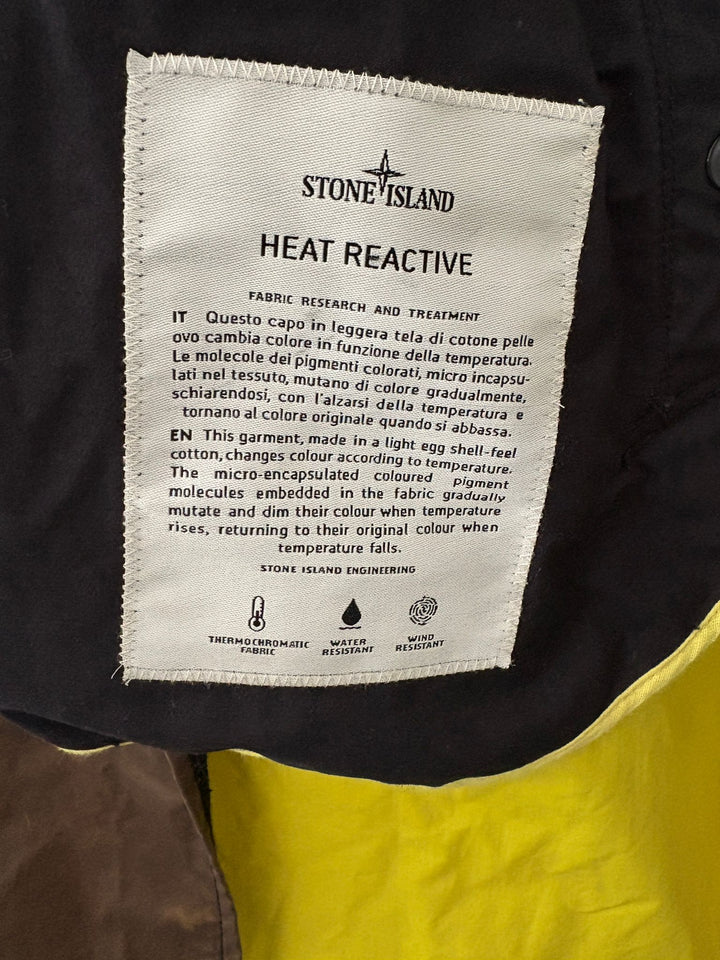 STONE ISLAND
HEAT REACTIVE
FABRIC RESEARCH AND TREATMENT
IT Questo capo in leggera tela di cotone pelle
ovo cambia colore in funzione della temperatura.
Le molecole dei pigmenti colorati, micro incapsu-
lati nel tessuto, mutano di colore gradualmente,
schiarendosi, con l'alzarsi della temperatura e
tornano al colore originale quando si abbassa.
EN This garment, made in a light egg shell-feel
cotton, changes colour according to temperature.
The micro-encapsulated coloured pigment
molecules embedded in the fabric gradually
mutate and dim their colour when temperature
rises, returning to their original colour when
temperature falls.
STONE ISLAND ENGINEERING
THERMOCHROMATIC
FABRIC
WATER
RESISTANT
WIND
RESISTANT